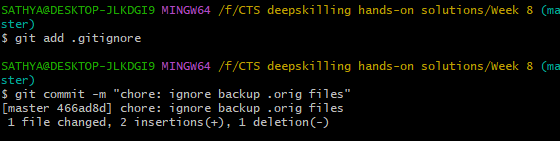 SATHYA@DESKTOP-JLKDGI9 MINGW64 /f/CTS deepskilling hands-on solutions/Week 8 (ma
ster)
$ git add .gitignore
SATHYA@DESKTOP-JLKDGI9 MINGW64 /f/CTS deepskilling hands-on solutions/Week 8 (ma
ster)
$ git commit -m "chore: ignore backup .orig files"
[master 466ad8d] chore: ignore backup .orig files
 1 file changed, 2 insertions(+), 1 deletion(-)